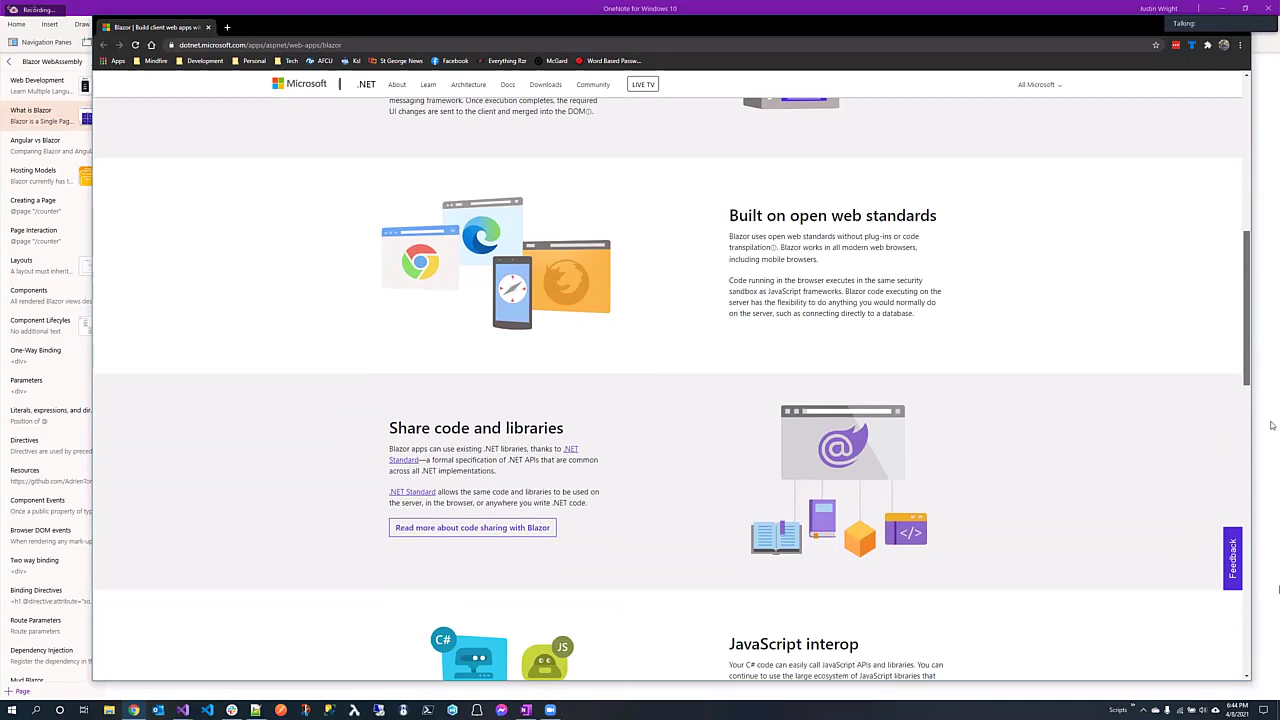 Recording...
OneNote for Windows 10
Justin Wright
Home Insert Draw
Talking:
Navigation Panes
Blazor WebAssembly
Web Development
Learn Multiple Langu...
What is Blazor
Blazor is a Single Pag...
Angular vs Blazor
Comparing Blazor and Angul
Hosting Models
Blazor currently has t...
Creating a Page
@page "/counter"
Page Interaction
@page "/counter"
Layouts
A layout must inherit...
Components
All rendered Blazor views des...
Component Lifecyles
No additional text
One-Way Binding
<div>
Parameters
<div>
Literals, expressions, and dir...
Position of @
Directives
Directives are used by preced...
Resources
https://github.com/AdrienTor...
Component Events
Once a public property of typ...
Browser DOM events
When rendering any mark-up...
Two way binding
<div>
Binding Directives
<h1 @directive:attribute="so...
Route Parameters
Route parameters
Dependency Injection
Register the dependency in th...
Mud Blazor
Page
Blazor | Build client web apps wi
dotnet.microsoft.com/apps/aspnet/web-apps/blazor
Apps Mindfire Development Personal Tech AFCU Ksl St George News Facebook Everything Rzr McGard Word Based Passw...
Microsoft .NET About Learn Architecture Docs Downloads Community LIVE TV All Microsoft
messaging framework. Once execution completes, the required
UI changes are sent to the client and merged into the DOM
Built on open web standards
Blazor uses open web standards without plug-ins or code
transpilation. Blazor works in all modern web browsers,
including mobile browsers.
Code running in the browser executes in the same security
sandbox as JavaScript frameworks. Blazor code executing on the
server has the flexibility to do anything you would normally do
on the server, such as connecting directly to a database.
Share code and libraries
Blazor apps can use existing .NET libraries, thanks to .NET
Standard—a formal specification of .NET APIs that are common
across all .NET implementations.
.NET Standard allows the same code and libraries to be used on
the server, in the browser, or anywhere you write .NET code.
Read more about code sharing with Blazor
@
</>
Feedback
C#
JS
JavaScript interop
Your C# code can easily call JavaScript APIs and libraries. You can
continue to use the large ecosystem of JavaScript libraries that
Scripts
6:44 PM
4/8/2021